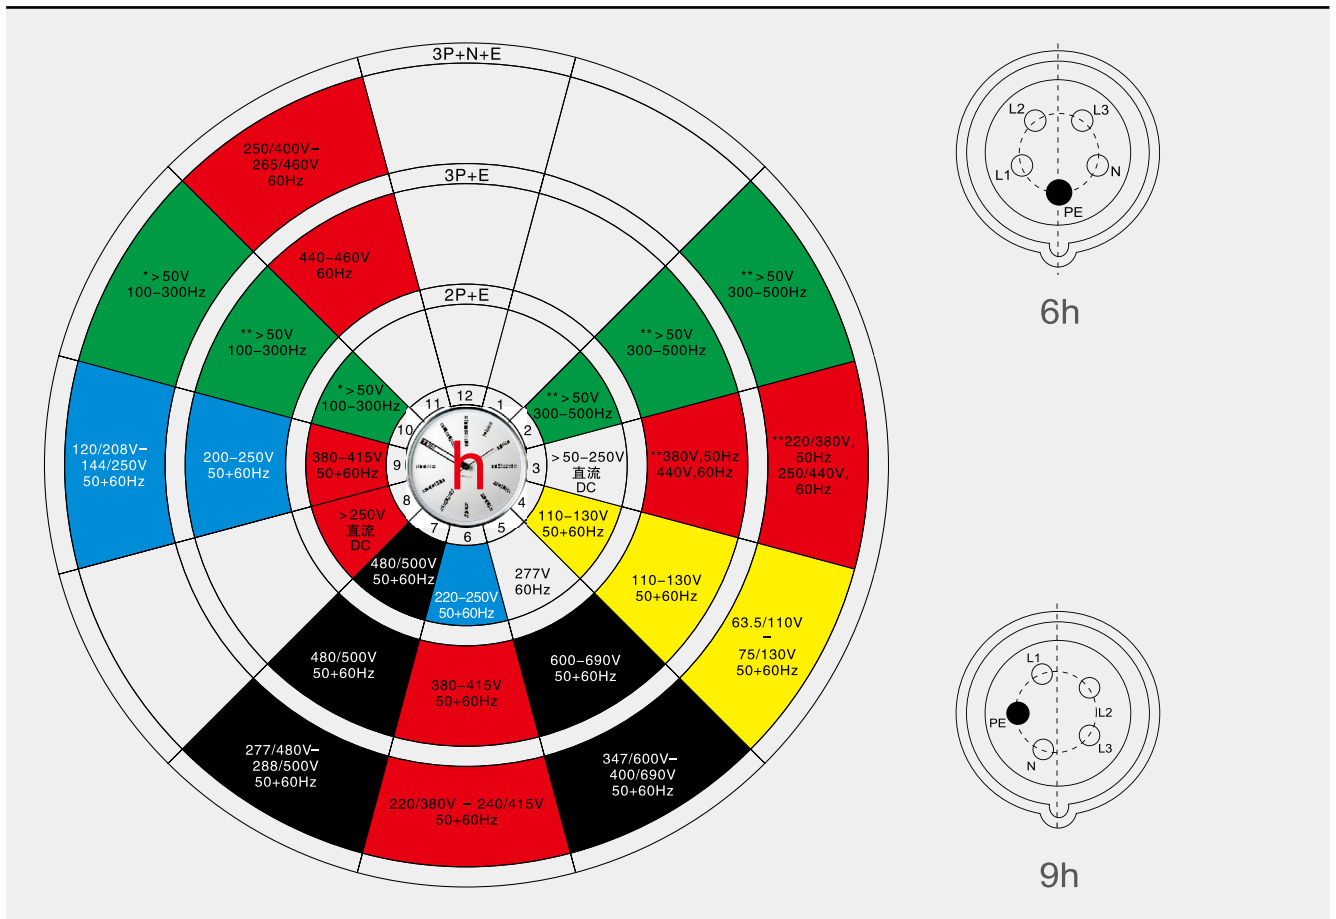 3P+N+E
250/400V–
265/460V
60Hz
3P+E
440–460V
60Hz
2P+E
*>50V
100–300Hz
**>50V
100–300Hz
*>50V
100–300Hz
**>50V
300–500Hz
**>50V
300–500Hz
**>50V
300–500Hz
12
1
2
3
4
5
6
7
8
9
10
11
h
120/208V–
144/250V
50+60Hz
200–250V
50+60Hz
380–415V
50+60Hz
>50–250V
直流
DC
**380V,50Hz
440V,60Hz
**220/380V,
50Hz
250/440V,
60Hz
>250V
直流
DC
110–130V
50+60Hz
480/500V
50+60Hz
220–250V
50+60Hz
277V
60Hz
110–130V
50+60Hz
63.5/110V
–
75/130V
50+60Hz
480/500V
50+60Hz
380–415V
50+60Hz
600–690V
50+60Hz
277/480V–
288/500V
50+60Hz
220/380V – 240/415V
50+60Hz
347/600V–
400/690V
50+60Hz
L2
L3
L1
N
PE
6h
L1
L2
PE
L3
N
9h